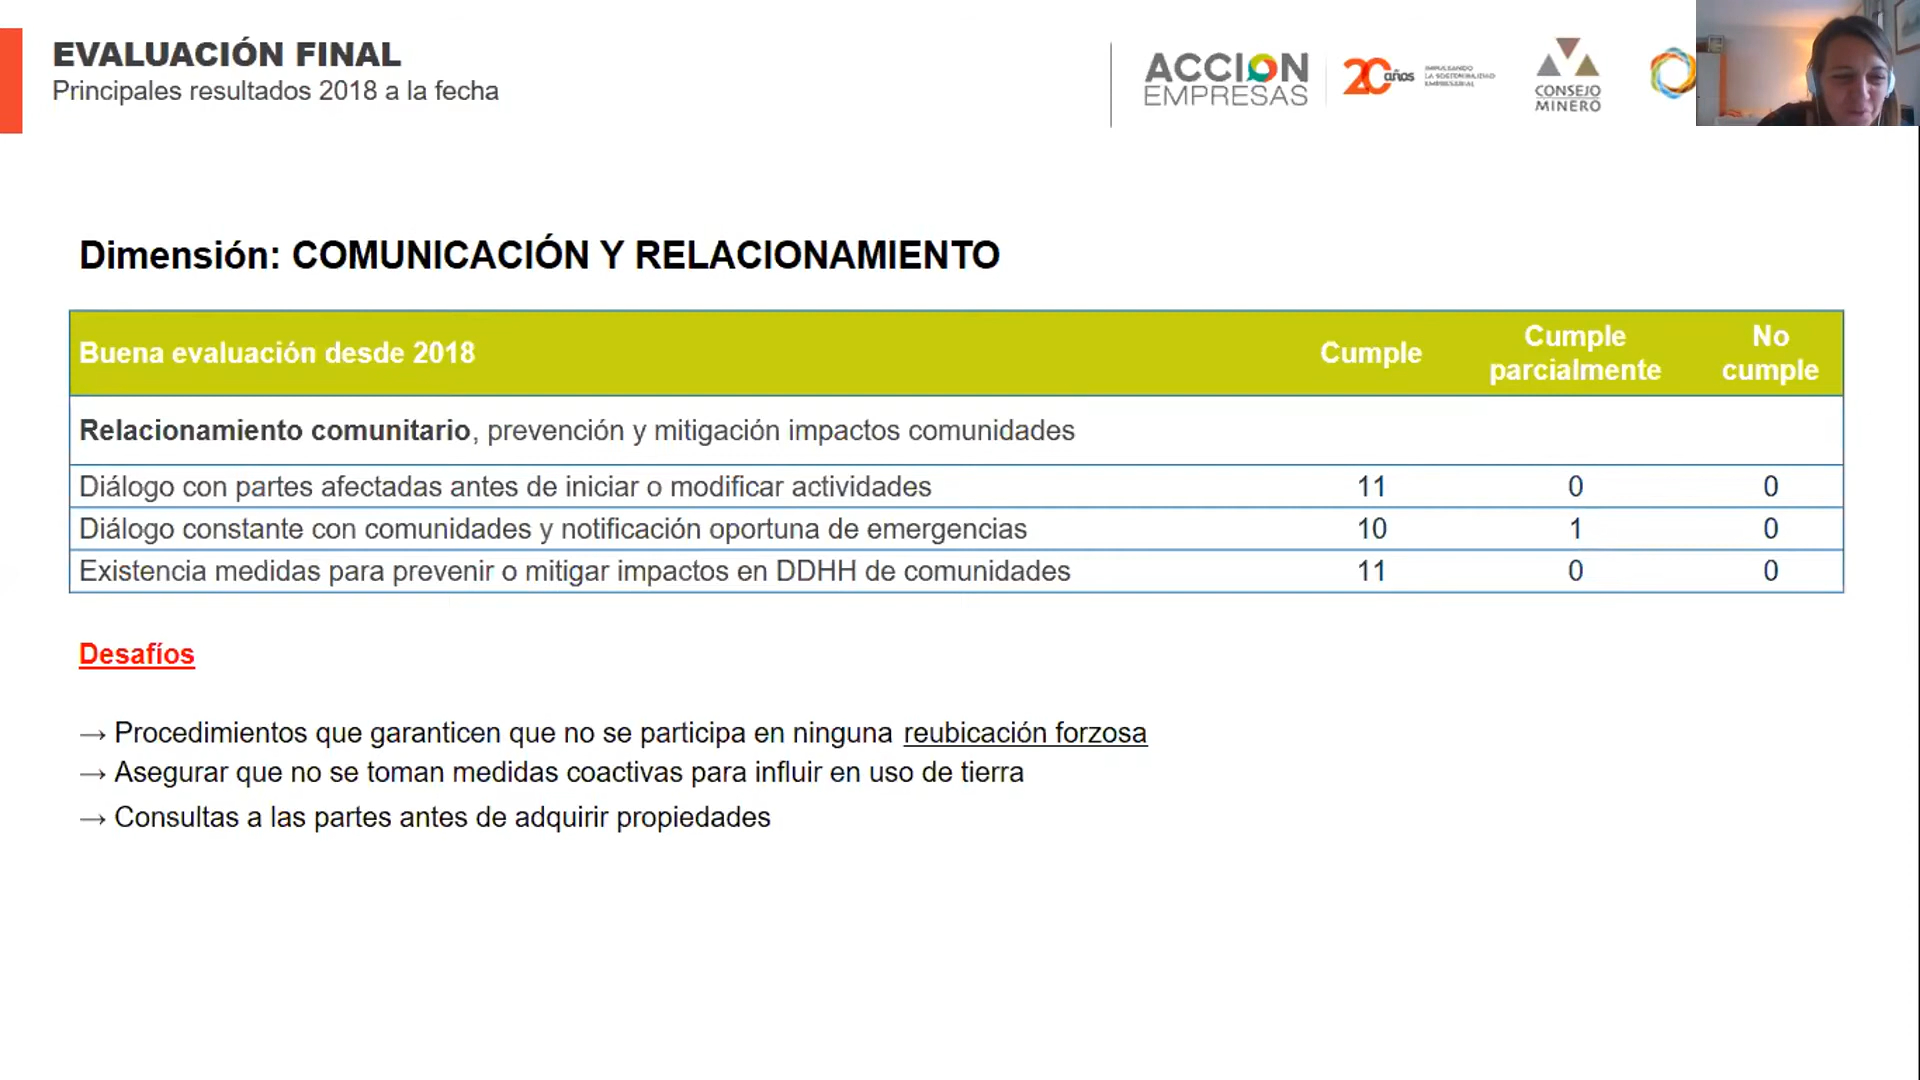 EVALUACIÓN FINAL
Principales resultados 2018 a la fecha
ACCION
EMPRESAS
20 años
IMPULSANDO
LA SOSTENIBILIDAD
EMPRESARIAL
CONSEJO
MINERO
Dimensión: COMUNICACIÓN Y RELACIONAMIENTO
Buena evaluación desde 2018 Cumple Cumple parcialmente No cumple
Relacionamiento comunitario, prevención y mitigación impactos comunidades
Diálogo con partes afectadas antes de iniciar o modificar actividades 11 0 0
Diálogo constante con comunidades y notificación oportuna de emergencias 10 1 0
Existencia medidas para prevenir o mitigar impactos en DDHH de comunidades 11 0 0
Desafíos
→ Procedimientos que garanticen que no se participa en ninguna reubicación forzosa
→ Asegurar que no se toman medidas coactivas para influir en uso de tierra
→ Consultas a las partes antes de adquirir propiedades